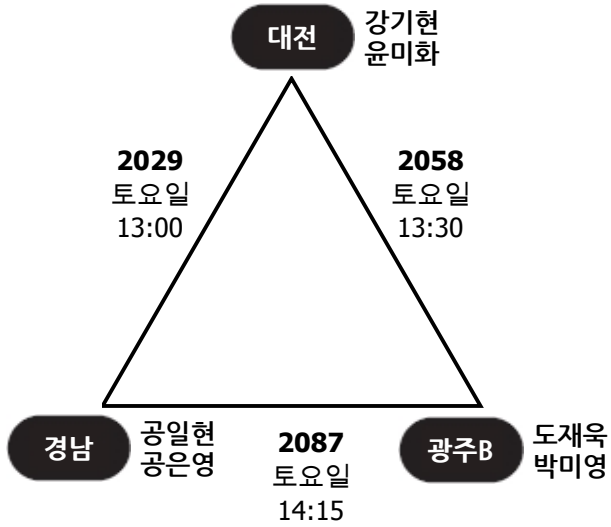 대전
강기현
윤미화
2029
토요일
13:00
2058
토요일
13:30
경남
공일현
공은영
2087
토요일
14:15
광주B
도재욱
박미영